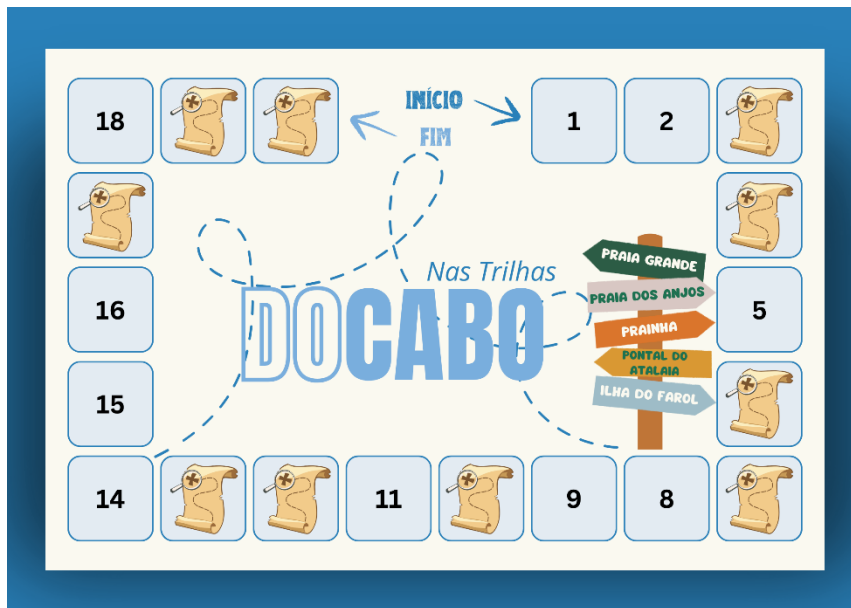 INÍCIO
FIM
18
1
2
Nas Trilhas
DOCABO
PRAIA GRANDE
PRAIA DOS ANJOS
PRAINHA
PONTAL DO
ATALAIA
ILHA DO FAROL
16
5
15
14
11
9
8